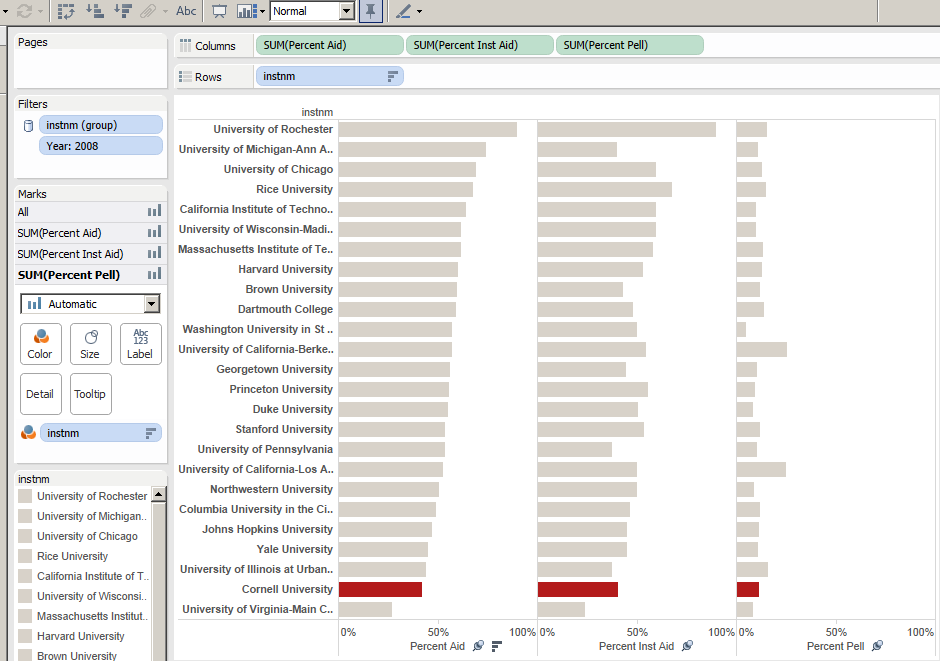 Abc
Normal
Pages
Columns
SUM(Percent Aid)
SUM(Percent Inst Aid)
SUM(Percent Pell)
Rows
instnm
Filters
instnm (group)
Year: 2008
Marks
All
SUM(Percent Aid)
SUM(Percent Inst Aid)
SUM(Percent Pell)
Automatic
Color
Size
Abc
123
Label
Detail
Tooltip
instnm
instnm
University of Rochester
University of Michigan..
University of Chicago
Rice University
California Institute of T..
University of Wisconsi..
Massachusetts Institut..
Harvard University
Brown University
instnm
University of Rochester
University of Michigan-Ann A..
University of Chicago
Rice University
California Institute of Techno..
University of Wisconsin-Madi..
Massachusetts Institute of Te..
Harvard University
Brown University
Dartmouth College
Washington University in St ..
University of California-Berke..
Georgetown University
Princeton University
Duke University
Stanford University
University of Pennsylvania
University of California-Los A..
Northwestern University
Columbia University in the Ci..
Johns Hopkins University
Yale University
University of Illinois at Urban..
Cornell University
University of Virginia-Main C..
0% 50% 100% 0% 50% 100% 0% 50% 100%
Percent Aid
Percent Inst Aid
Percent Pell